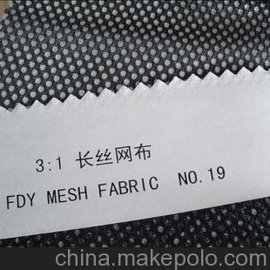 3:1 长丝网布
FDY MESH FABRIC NO.19
china.makepolo.com